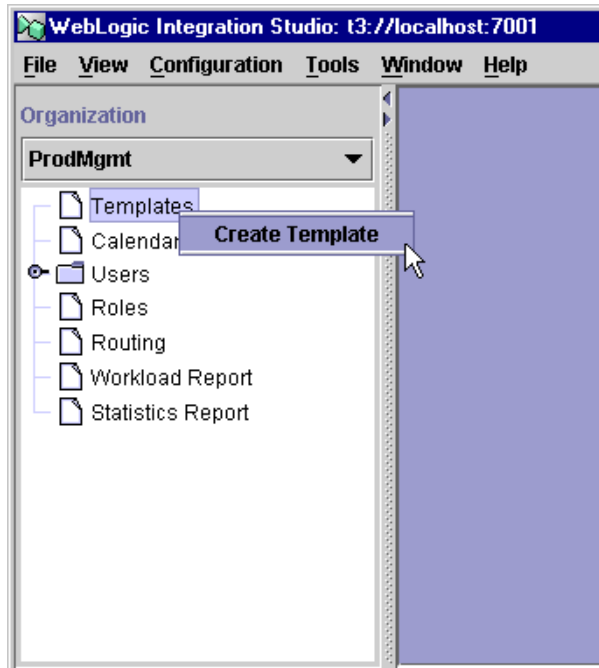 WebLogic Integration Studio: t3://localhost:7001
File View Configuration Tools Window Help
Organization
ProdMgmt
Templates
Create Template
Calendar
Users
Roles
Routing
Workload Report
Statistics Report